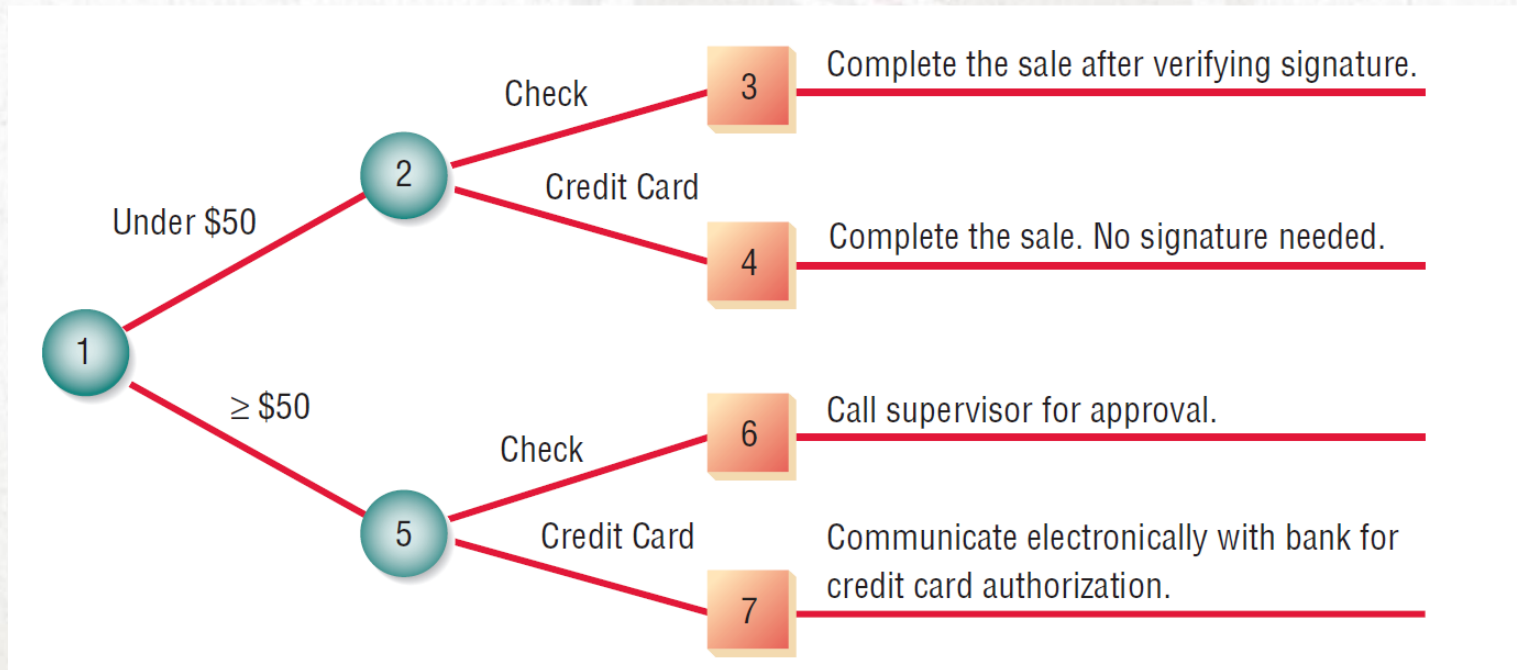 Check
3
Complete the sale after verifying signature.
2
Credit Card
Under $50
4
Complete the sale. No signature needed.
1
≥ $50
Check
6
Call supervisor for approval.
5
Credit Card
7
Communicate electronically with bank for
credit card authorization.